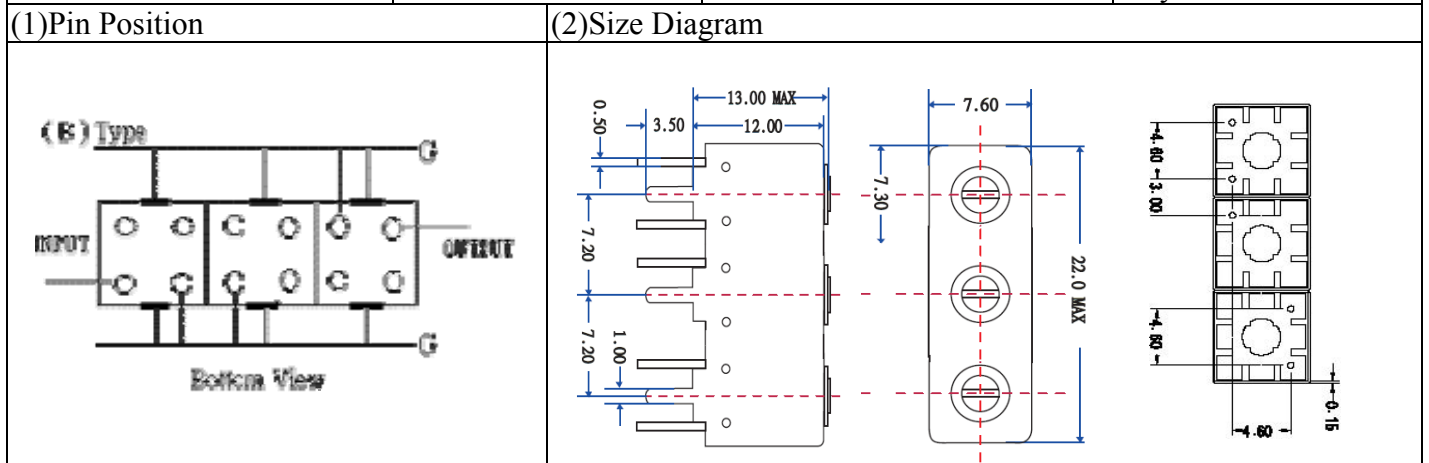 (1)Pin Position
(2)Size Diagram
(B) Type
G
INPUT
OUTPUT
G
Bottom View
13.00 MAX
3.50
12.00
0.50
7.20
7.20
1.00
7.60
7.30
22.0 MAX
4.60
3.00
4.60
4.60
0.15